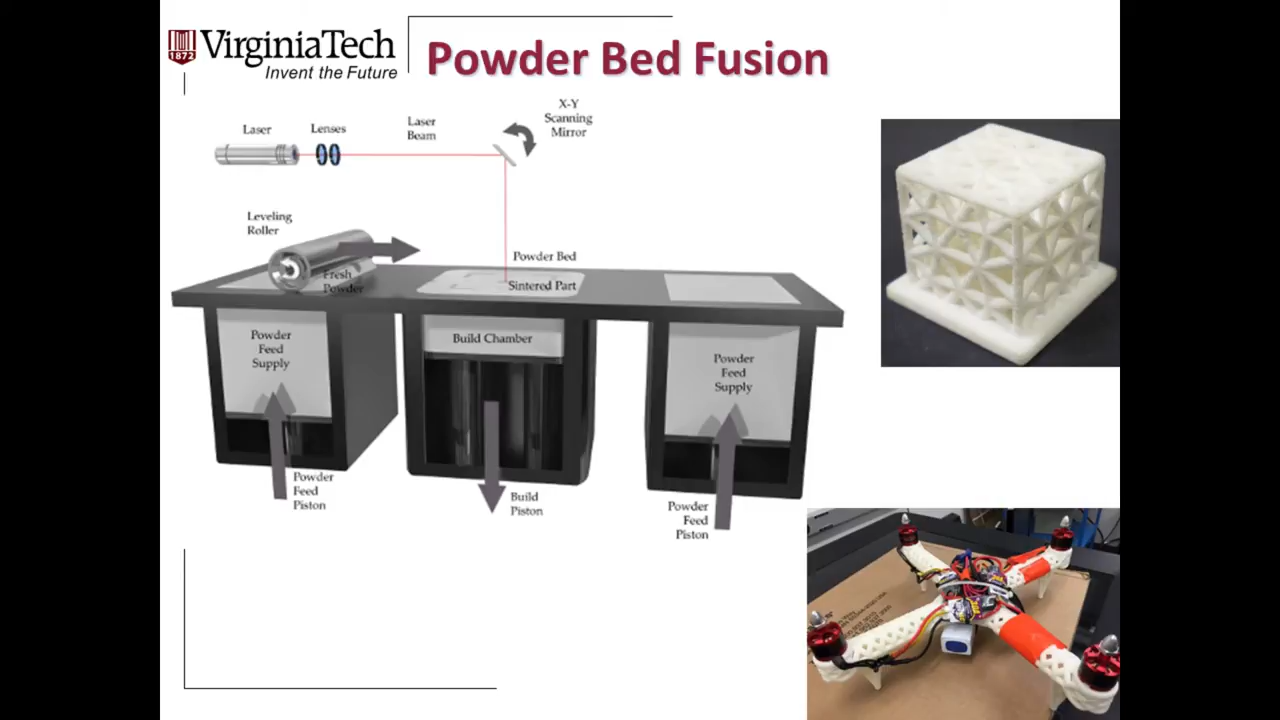 VirginiaTech
1872
Invent the Future
Powder Bed Fusion
Laser
Lenses
Laser
Beam
X-Y
Scanning
Mirror
Leveling
Roller
Fresh
Powder
Powder Bed
Sintered Part
Powder
Feed
Supply
Build Chamber
Powder
Feed
Supply
Powder
Feed
Piston
Build
Piston
Powder
Feed
Piston